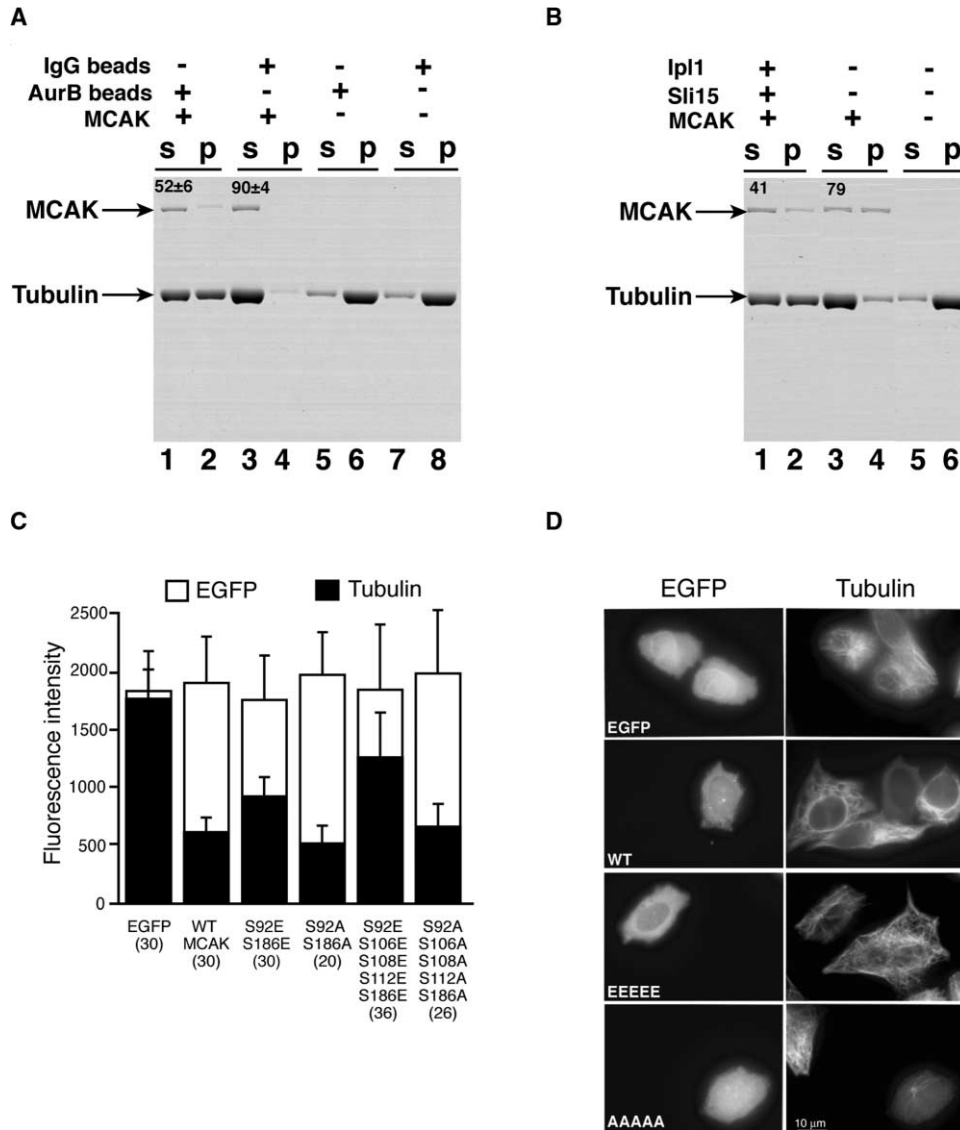 A
IgG beads - + - +
AurB beads + - + -
MCAK + + - -
s p s p s p s p
52±6 90±4
MCAK
Tubulin
1 2 3 4 5 6 7 8
B
Ipl1 + - -
Sli15 + - -
MCAK + + -
s p s p s p
41 79
MCAK
Tubulin
1 2 3 4 5 6
C
EGFP Tubulin
Fluorescence intensity
2500
2000
1500
1000
500
0
EGFP
(30)
WT
MCAK
(30)
S92E
S186E
(30)
S92A
S186A
(20)
S92E
S106E
S108E
S112E
S186E
(36)
S92A
S106A
S108A
S112A
S186A
(26)
D
EGFP Tubulin
EGFP
WT
EEEEE
AAAAA
10 µm